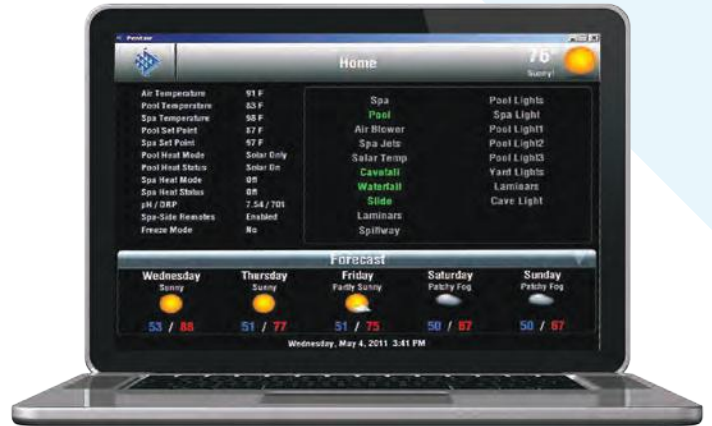 Pentair
Home
76°
Sunny!
Air Temperature 91 F
Pool Temperature 83 F
Spa Temperature 98 F
Pool Set Point 87 F
Spa Set Point 97 F
Pool Heat Mode Solar Only
Pool Heat Status Solar On
Spa Heat Mode Off
Spa Heat Status Off
pH / ORP 7.54 / 701
Spa-Side Remotes Enabled
Freeze Mode No
Spa
Pool
Air Blower
Spa Jets
Solar Temp
Cavefall
Waterfall
Slide
Laminars
Spillway
Pool Lights
Spa Light
Pool Light1
Pool Light2
Pool Light3
Yard Lights
Laminars
Cave Light
Forecast
Wednesday Thursday Friday Saturday Sunday
Sunny Sunny Partly Sunny Patchy Fog Patchy Fog
53 / 88 51 / 77 51 / 75 50 / 67 50 / 67
Wednesday, May 4, 2011 3:41 PM